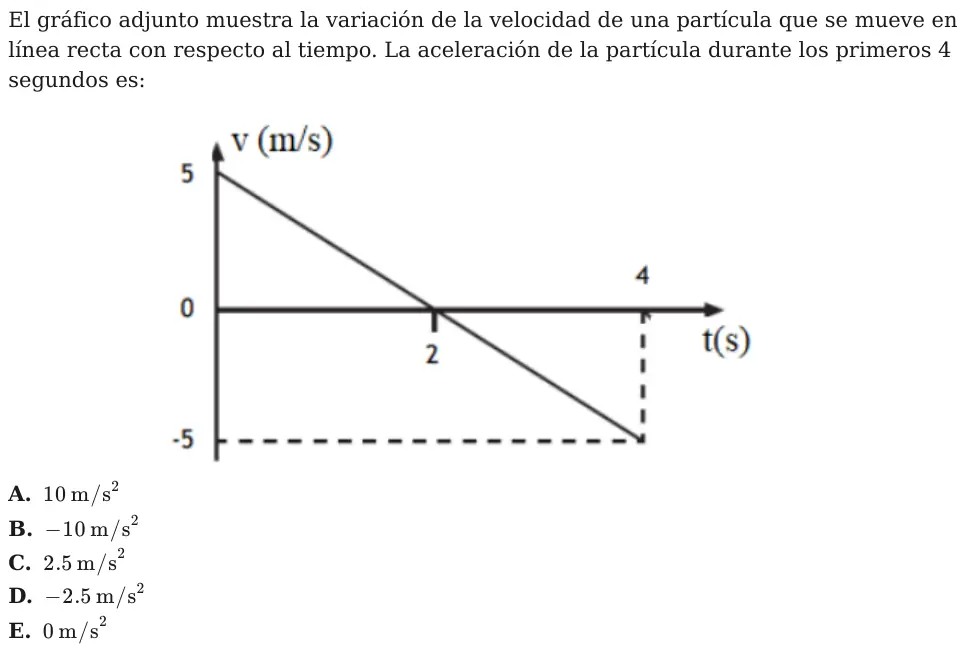 El gráfico adjunto muestra la variación de la velocidad de una partícula que se mueve en
línea recta con respecto al tiempo. La aceleración de la partícula durante los primeros 4
segundos es:
v (m/s)
5
4
0
t(s)
2
-5
A. 10 m/s²
B. −10 m/s²
C. 2.5 m/s²
D. −2.5 m/s²
E. 0 m/s²